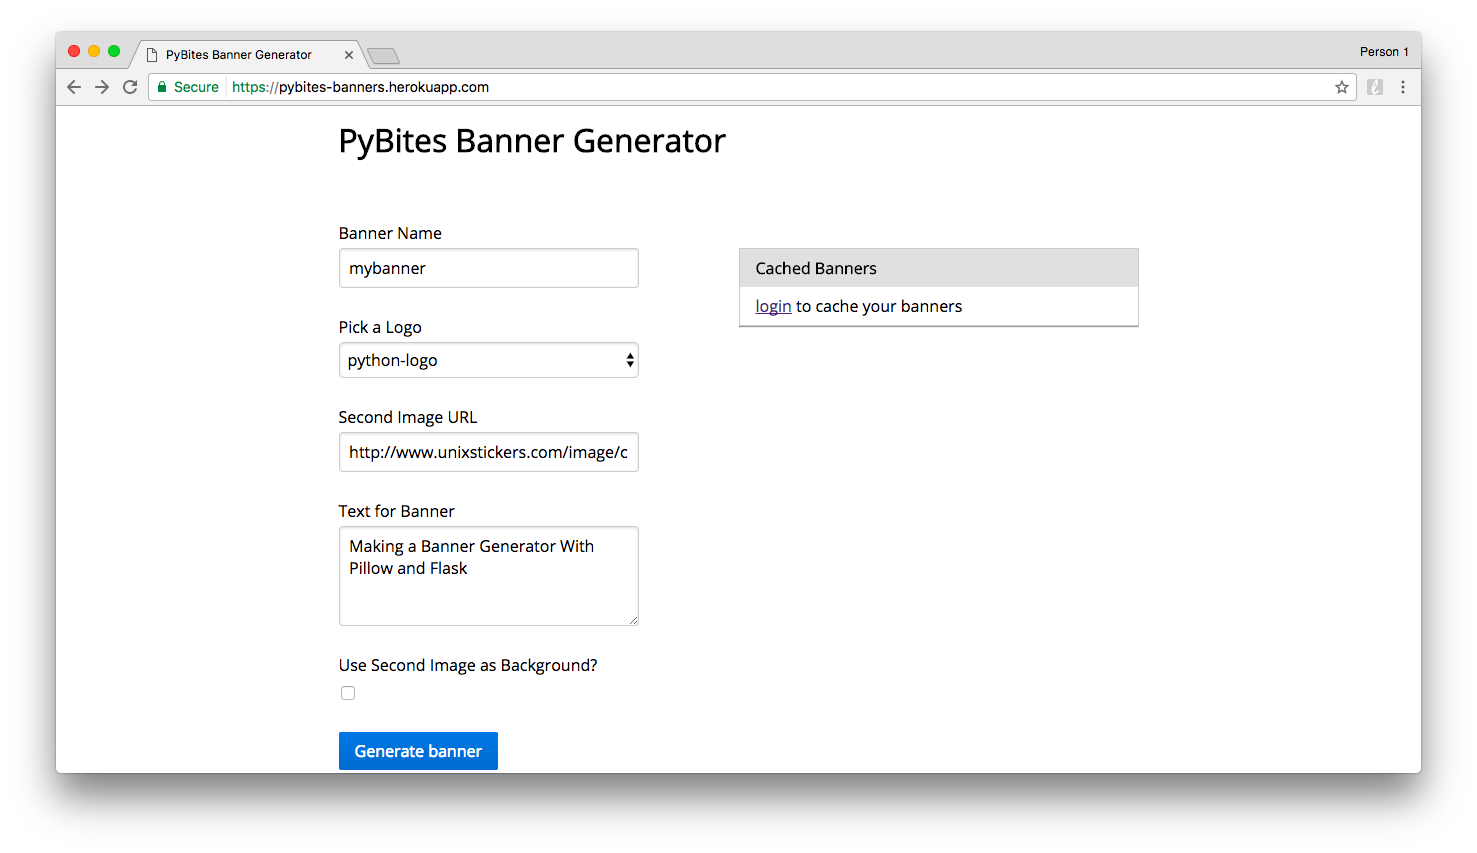 PyBites Banner Generator
Person 1
Secure https://pybites-banners.herokuapp.com
PyBites Banner Generator
Banner Name
mybanner
Pick a Logo
python-logo
Second Image URL
http://www.unixstickers.com/image/c
Text for Banner
Making a Banner Generator With
Pillow and Flask
Use Second Image as Background?
Generate banner
Cached Banners
login to cache your banners